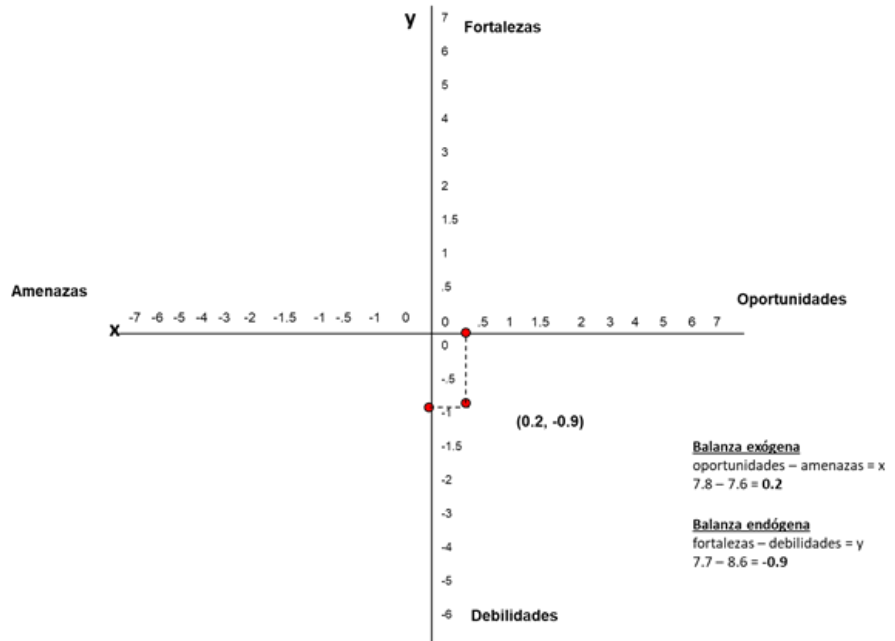 y
7
Fortalezas
6
5
4
3
2
1.5
1
.5
Amenazas
Oportunidades
-7 -6 -5 -4 -3 -2 -1.5 -1 -.5 -1 0 0 .5 1 1.5 2 3 4 5 6 7
x
0
-.5
-1
(0.2, -0.9)
-1.5
-2
-3
-4
-5
-6
Debilidades
Balanza exógena
oportunidades – amenazas = x
7.8 – 7.6 = 0.2
Balanza endógena
fortalezas – debilidades = y
7.7 – 8.6 = -0.9